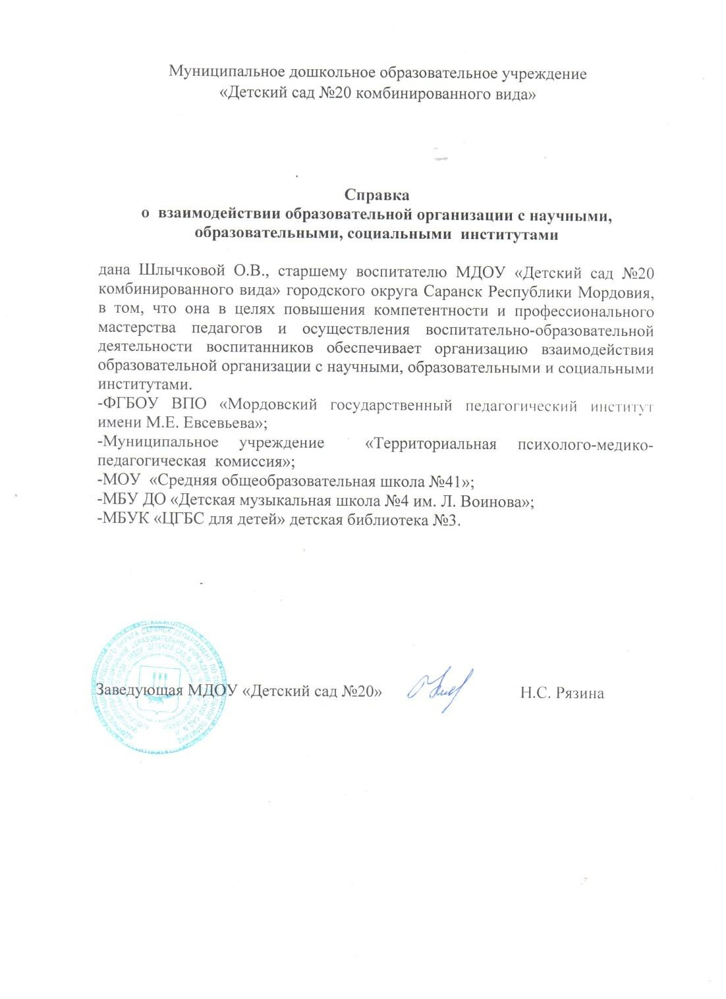 Муниципальное дошкольное образовательное учреждение
«Детский сад №20 комбинированного вида»
Справка
о взаимодействии образовательной организации с научными,
образовательными, социальными институтами
дана Шлычковой О.В., старшему воспитателю МДОУ «Детский сад №20
комбинированного вида» городского округа Саранск Республики Мордовия,
в том, что она в целях повышения компетентности и профессионального
мастерства педагогов и осуществления воспитательно-образовательной
деятельности воспитанников обеспечивает организацию взаимодействия
образовательной организации с научными, образовательными и социальными
институтами.
-ФГБОУ ВПО «Мордовский государственный педагогический институт
имени М.Е. Евсевьева»;
-Муниципальное учреждение «Территориальная психолого-медико-
педагогическая комиссия»;
-МОУ «Средняя общеобразовательная школа №41»;
-МБУ ДО «Детская музыкальная школа №4 им. Л. Воинова»;
-МБУК «ЦГБС для детей» детская библиотека №3.
Заведующая МДОУ «Детский сад №20» Н.С. Рязина